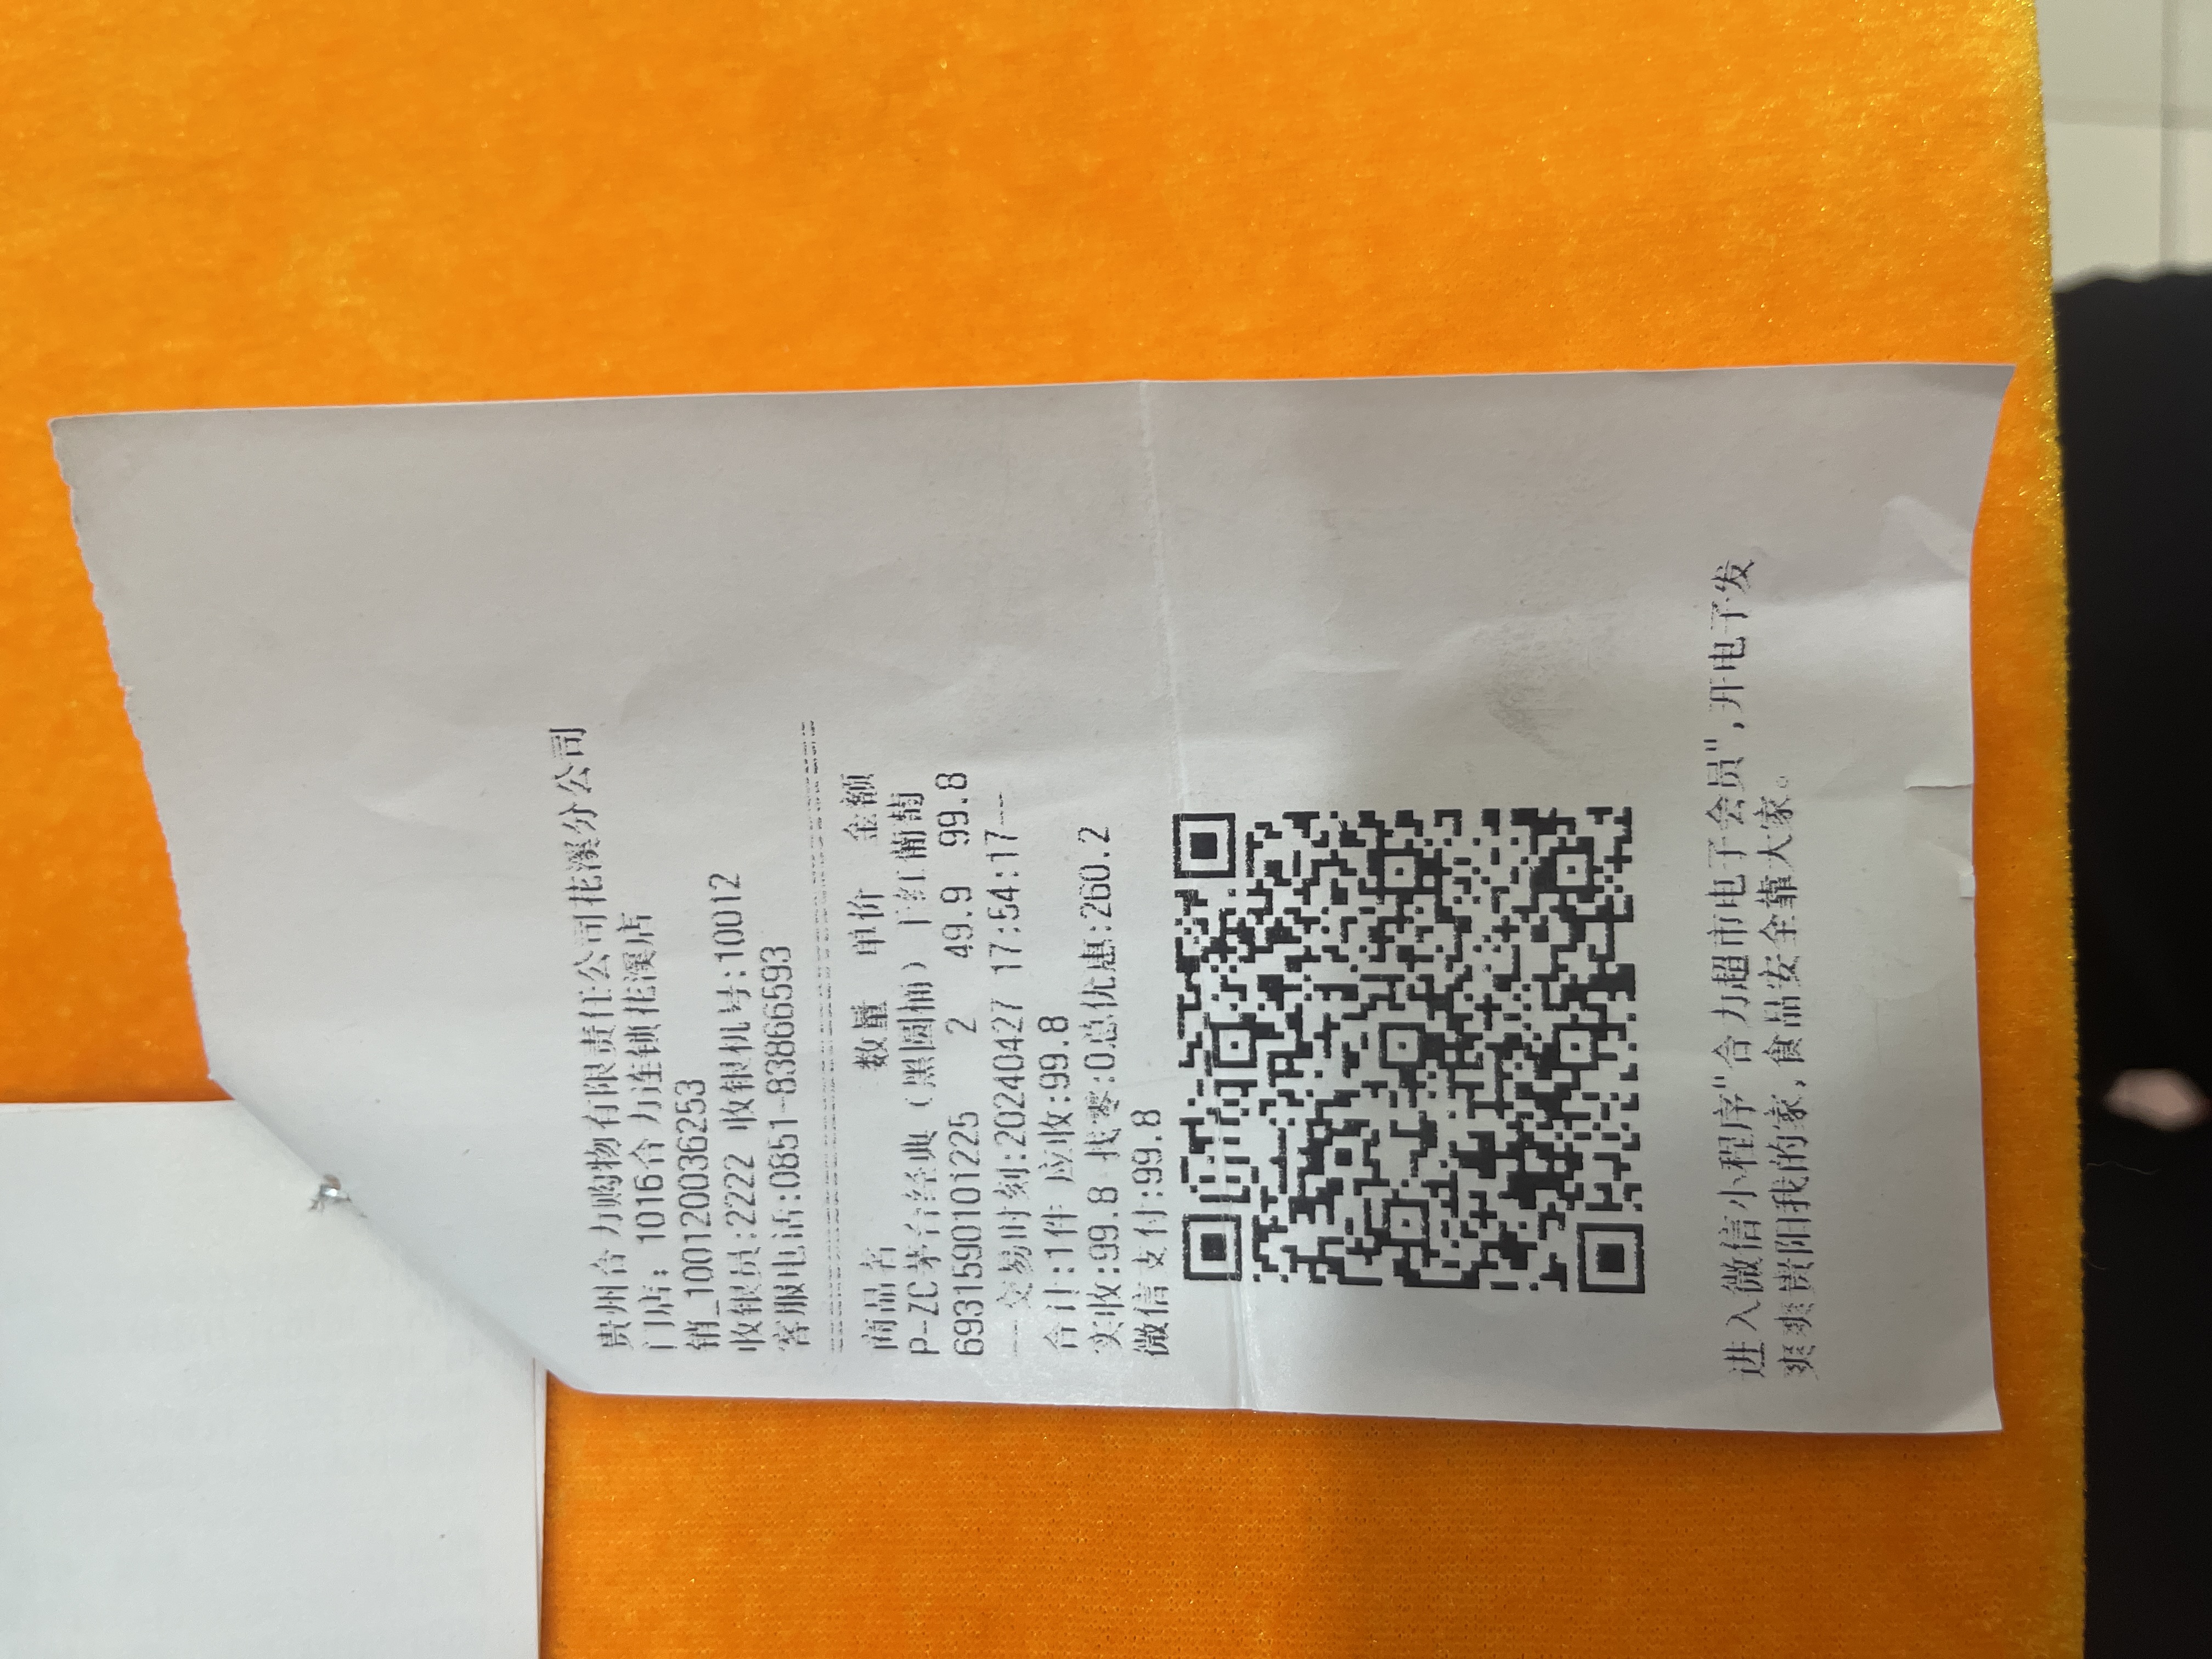 贵州合力购物有限责任公司花溪分公司
门店: 1016合力连锁花溪店
销_100120036253
收银员:2222 收银机号:10012
客服电话:0851-83866593
商品名 数量 单价 金额
P-ZC茅台经典（黑圆桶）干红葡萄
6931590101225 2 49.9 99.8
---交易时刻:20240427 17:54:17---
合计:1件 应收:99.8
实收:99.8 找零:0总优惠:260.2
微信支付:99.8
进入微信小程序"合力超市电子会员",开电子发
爽爽贵阳我的家,食品安全靠大家。